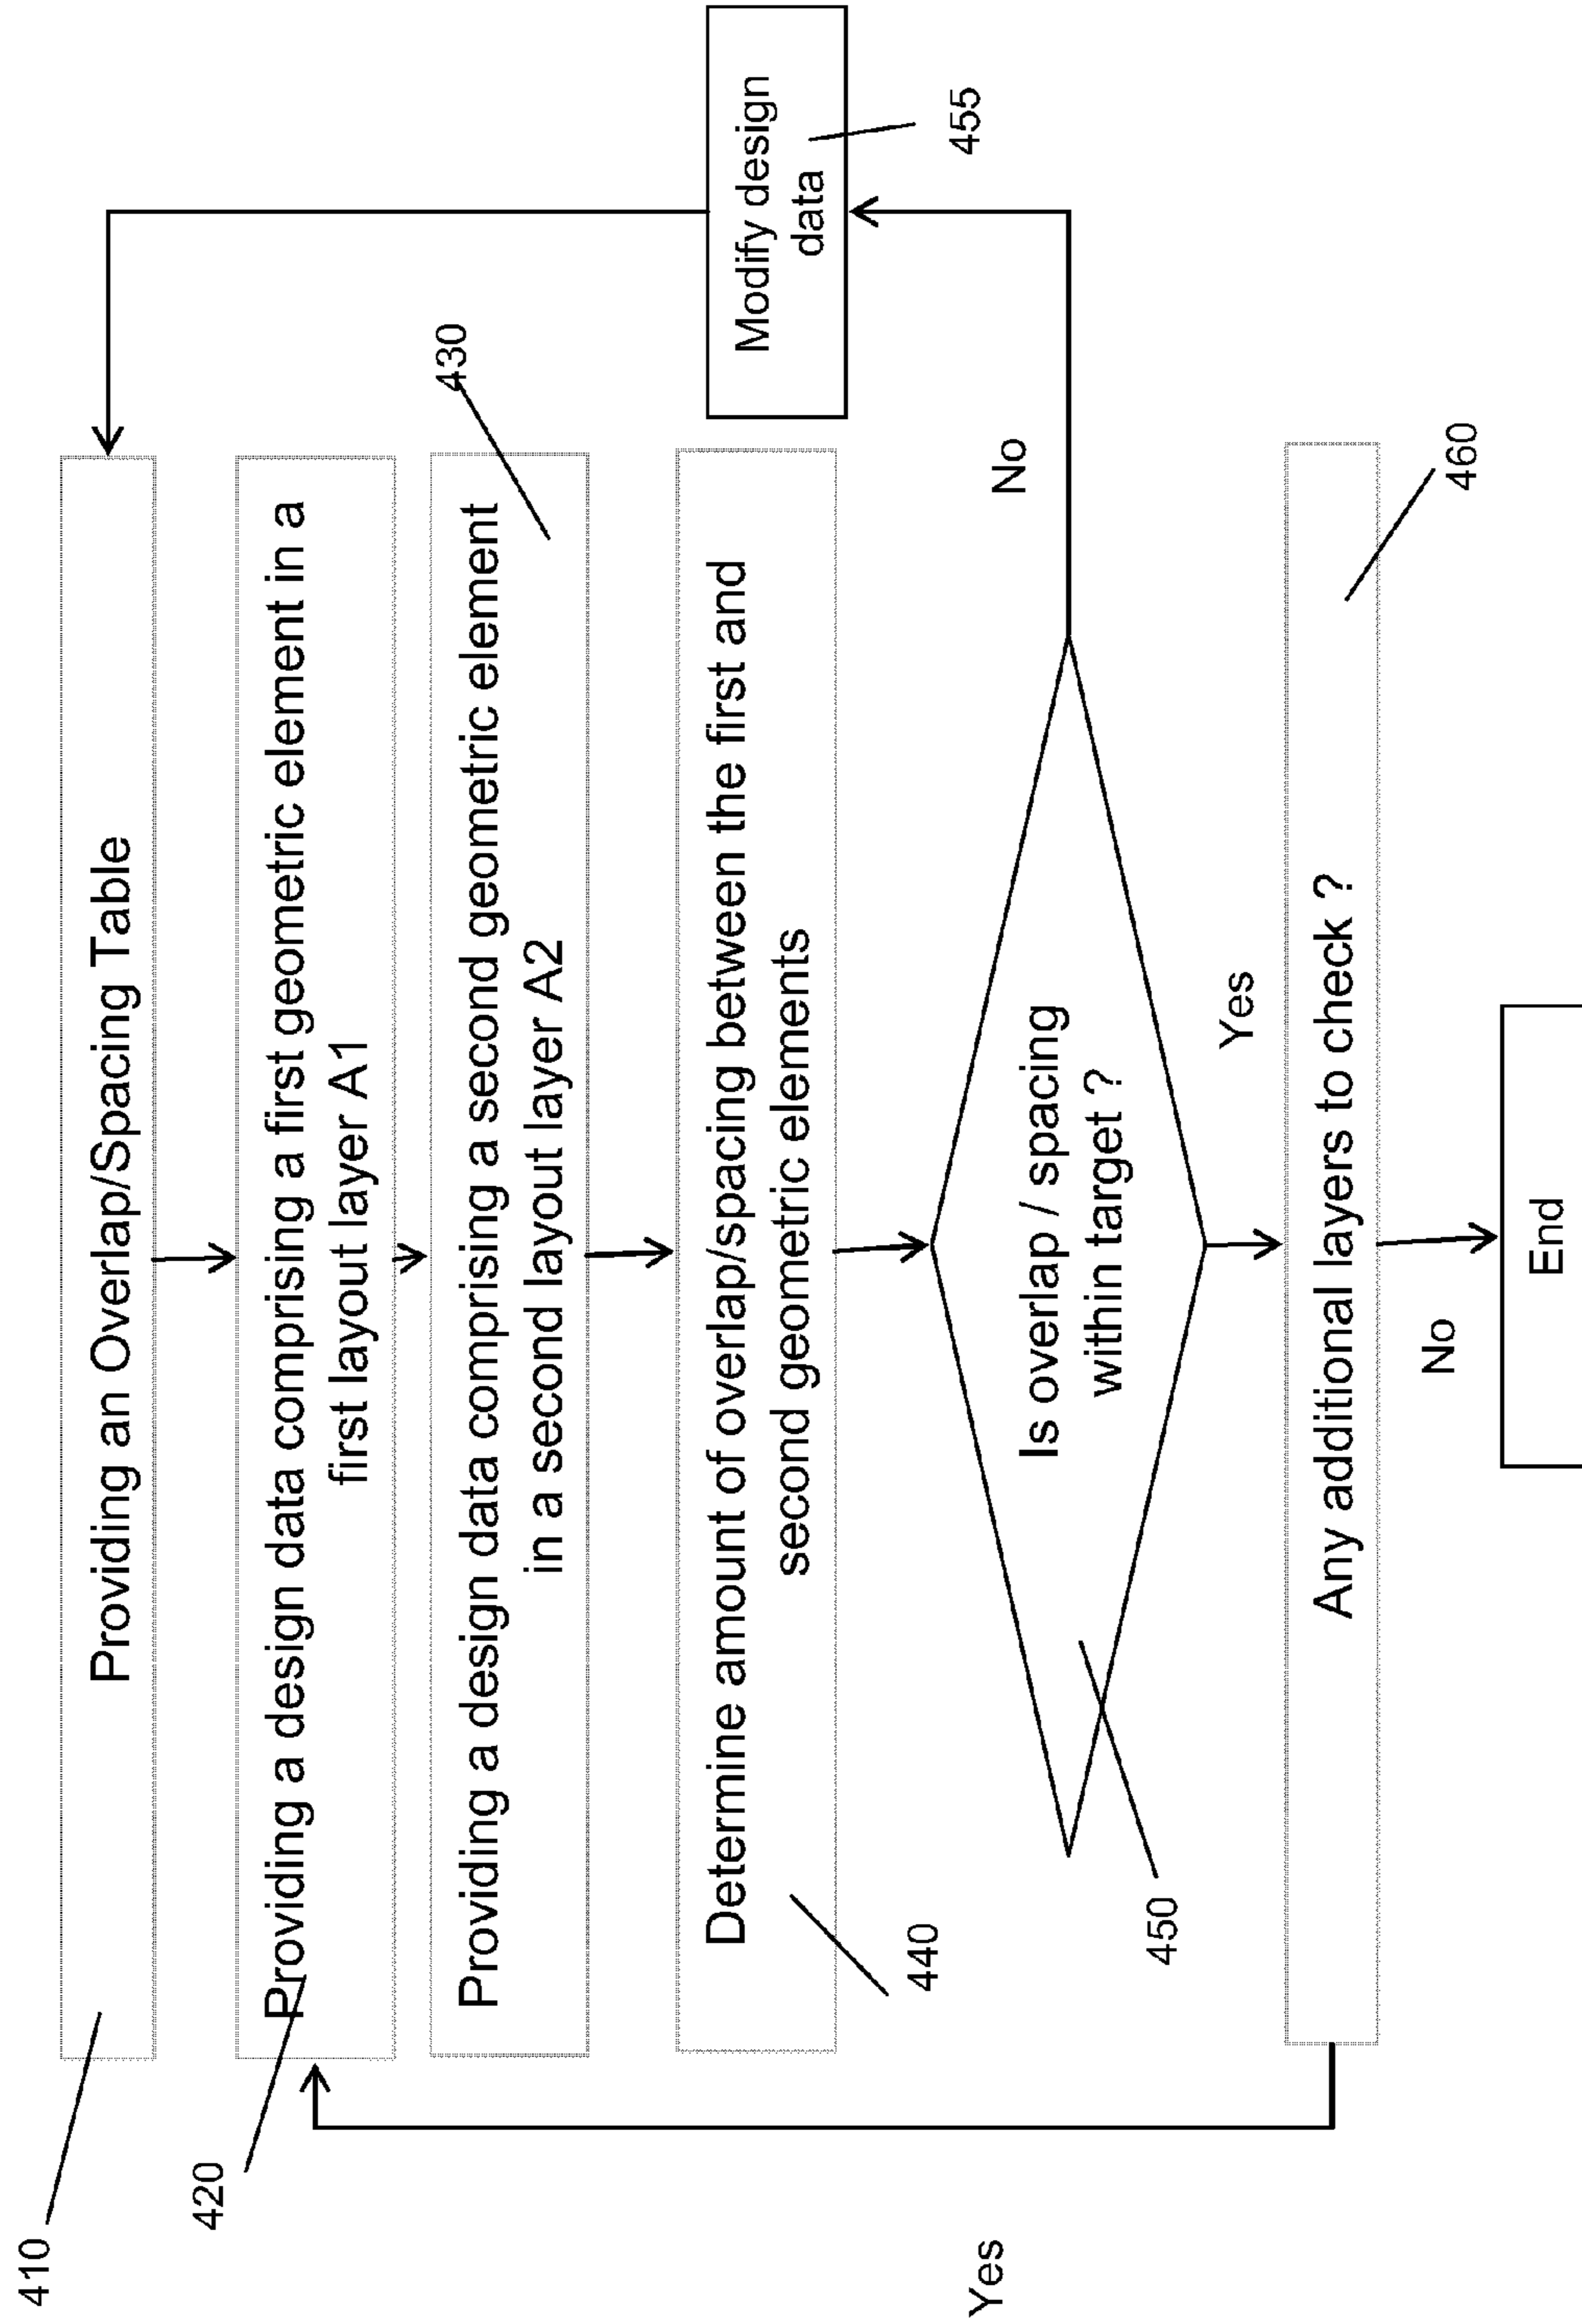 410
Providing an Overlap/Spacing Table
420
Providing a design data comprising a first geometric element in a
first layout layer A1
430
Providing a design data comprising a second geometric element
in a second layout layer A2
Determine amount of overlap/spacing between the first and
second geometric elements
440
Modify design
data
455
Is overlap / spacing
within target ?
450
No
Yes
Yes
Any additional layers to check ?
460
No
End